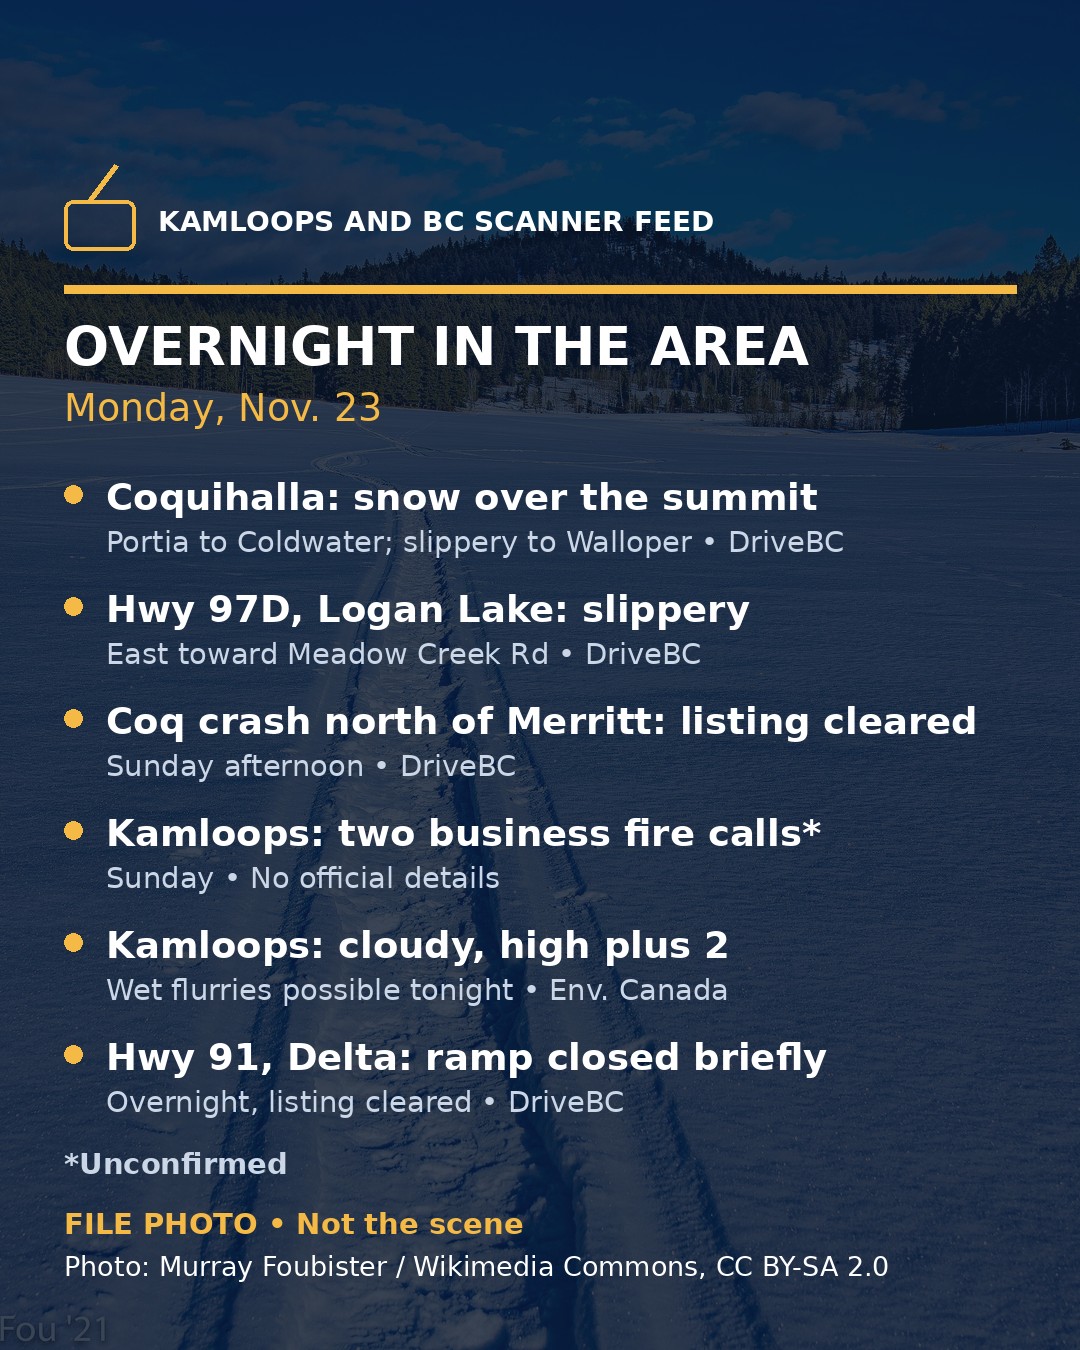 KAMLOOPS AND BC SCANNER FEED
OVERNIGHT IN THE AREA
Monday, Nov. 23
Coquihalla: snow over the summit
Portia to Coldwater; slippery to Walloper • DriveBC
Hwy 97D, Logan Lake: slippery
East toward Meadow Creek Rd • DriveBC
Coq crash north of Merritt: listing cleared
Sunday afternoon • DriveBC
Kamloops: two business fire calls*
Sunday • No official details
Kamloops: cloudy, high plus 2
Wet flurries possible tonight • Env. Canada
Hwy 91, Delta: ramp closed briefly
Overnight, listing cleared • DriveBC
*Unconfirmed
FILE PHOTO • Not the scene
Photo: Murray Foubister / Wikimedia Commons, CC BY-SA 2.0
Fou '21